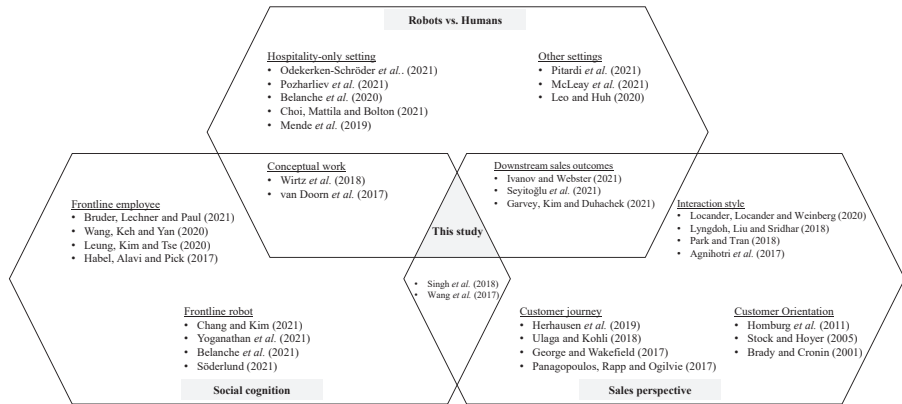 Robots vs. Humans
Hospitality-only setting
• Odekerken-Schröder et al.. (2021)
• Pozharliev et al. (2021)
• Belanche et al. (2020)
• Choi, Mattila and Bolton (2021)
• Mende et al. (2019)
Other settings
• Pitardi et al. (2021)
• McLeay et al. (2021)
• Leo and Huh (2020)
Conceptual work
• Wirtz et al. (2018)
• van Doorn et al. (2017)
Downstream sales outcomes
• Ivanov and Webster (2021)
• Seyitoğlu et al. (2021)
• Garvey, Kim and Duhachek (2021)
This study
Frontline employee
• Bruder, Lechner and Paul (2021)
• Wang, Keh and Yan (2020)
• Leung, Kim and Tse (2020)
• Habel, Alavi and Pick (2017)
Interaction style
• Locander, Locander and Weinberg (2020)
• Lyngdoh, Liu and Sridhar (2018)
• Park and Tran (2018)
• Agnihotri et al. (2017)
• Singh et al. (2018)
• Wang et al. (2017)
Frontline robot
• Chang and Kim (2021)
• Yoganathan et al. (2021)
• Belanche et al. (2021)
• Söderlund (2021)
Customer journey
• Herhausen et al. (2019)
• Ulaga and Kohli (2018)
• George and Wakefield (2017)
• Panagopoulos, Rapp and Ogilvie (2017)
Customer Orientation
• Homburg et al. (2011)
• Stock and Hoyer (2005)
• Brady and Cronin (2001)
Social cognition
Sales perspective